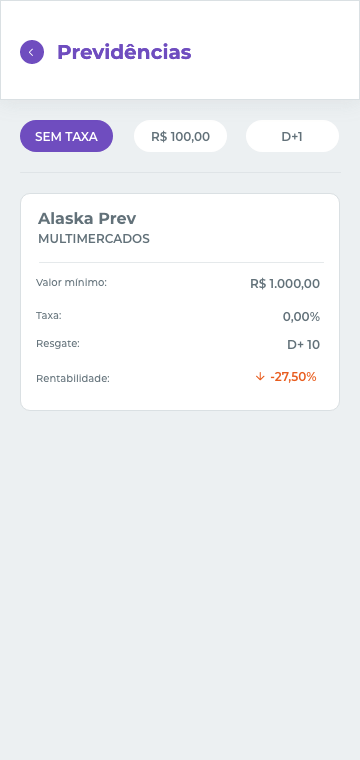 Previdências
SEM TAXA
R$ 100,00
D+1
Alaska Prev
MULTIMERCADOS
Valor mínimo: R$ 1.000,00
Taxa: 0,00%
Resgate: D+ 10
Rentabilidade: -27,50%